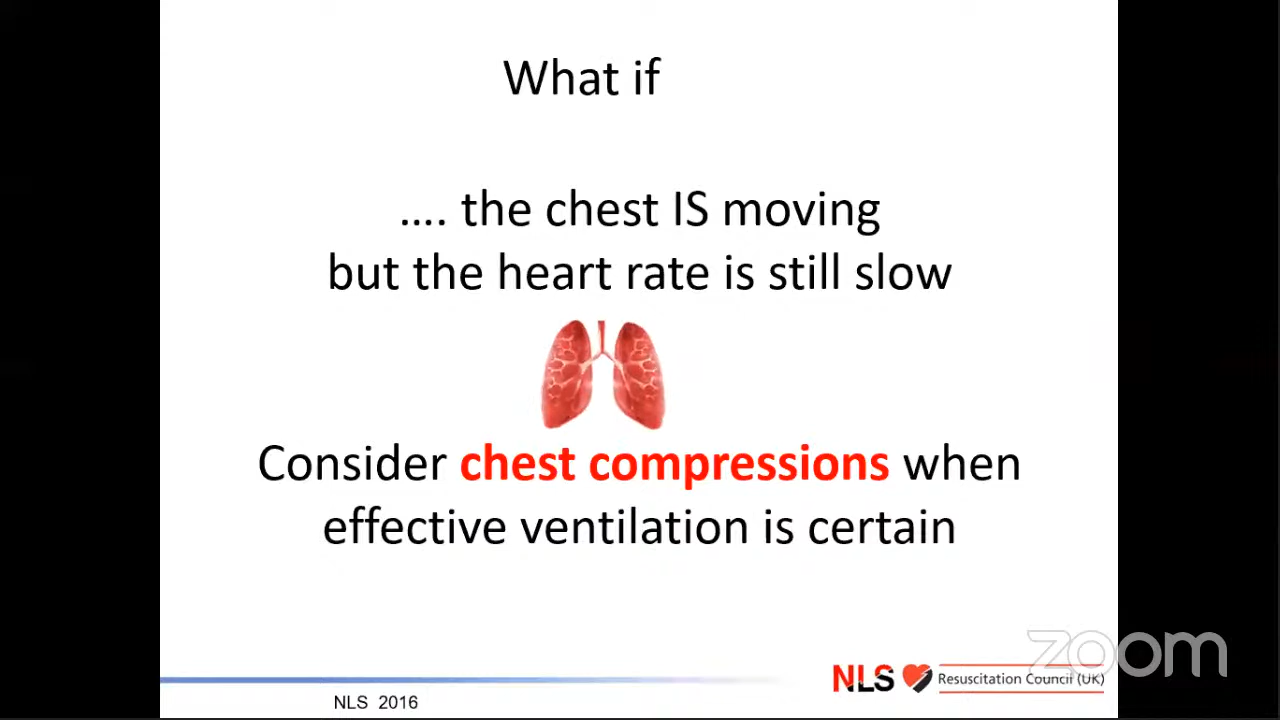 What if
.... the chest IS moving
but the heart rate is still slow
Consider chest compressions when
effective ventilation is certain
zoom
NLS Resuscitation Council (UK)
NLS 2016